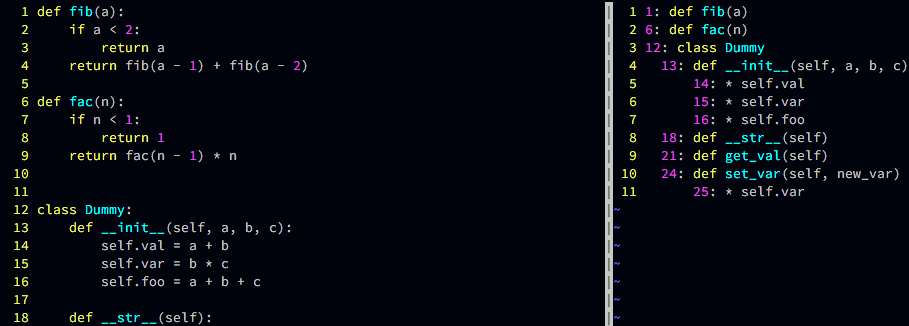 1 def fib(a):
2     if a < 2:
3         return a
4     return fib(a - 1) + fib(a - 2)
5
6 def fac(n):
7     if n < 1:
8         return 1
9     return fac(n - 1) * n
10
11
12 class Dummy:
13     def __init__(self, a, b, c):
14         self.val = a + b
15         self.var = b * c
16         self.foo = a + b + c
17
18     def __str__(self):
1 1: def fib(a)
2 6: def fac(n)
3 12: class Dummy
4   13: def __init__(self, a, b, c)
5       14: * self.val
6       15: * self.var
7       16: * self.foo
8   18: def __str__(self)
9   21: def get_val(self)
10   24: def set_var(self, new_var)
11       25: * self.var
~
~
~
~
~
~
~